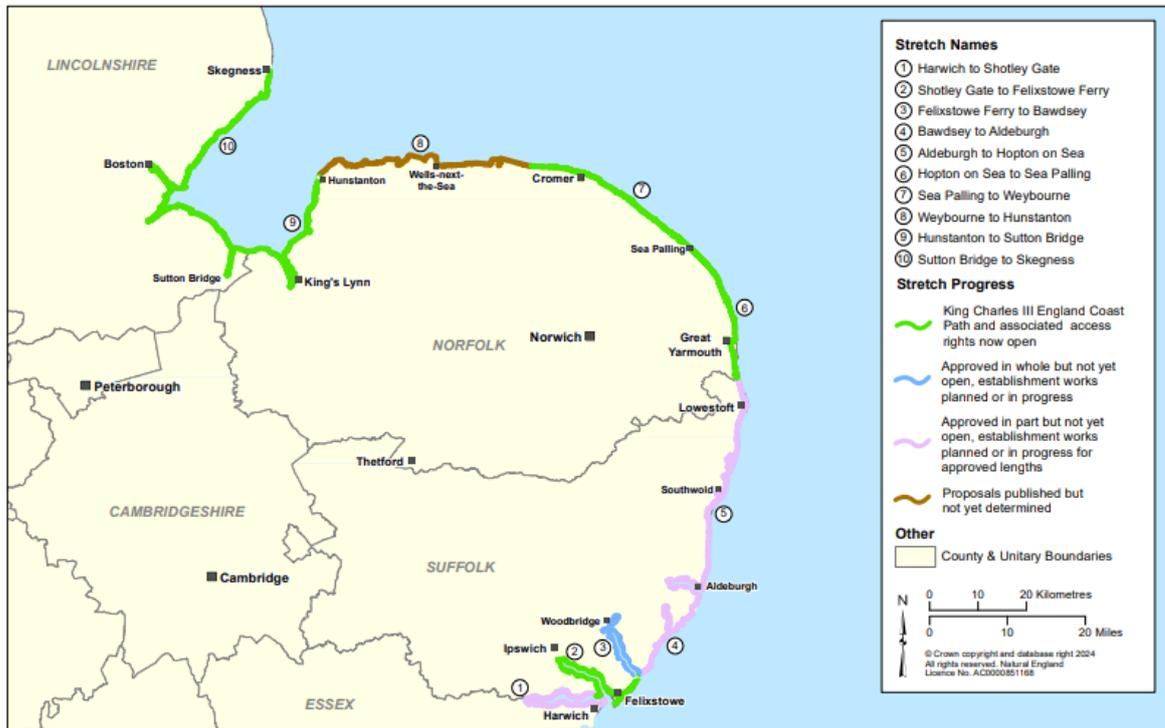 LINCOLNSHIRE
Skegness
10
Boston
8
Hunstanton
Wells-next-
the-Sea
Cromer
7
9
Sea Palling
Sutton Bridge
King's Lynn
6
Norwich
Great
Yarmouth
NORFOLK
Peterborough
Lowestoft
Thetford
Southwold
5
CAMBRIDGESHIRE
SUFFOLK
Cambridge
Aldeburgh
Woodbridge
Ipswich
2
3
4
1
Felixstowe
ESSEX
Harwich
Stretch Names
1 Harwich to Shotley Gate
2 Shotley Gate to Felixstowe Ferry
3 Felixstowe Ferry to Bawdsey
4 Bawdsey to Aldeburgh
5 Aldeburgh to Hopton on Sea
6 Hopton on Sea to Sea Palling
7 Sea Palling to Weybourne
8 Weybourne to Hunstanton
9 Hunstanton to Sutton Bridge
10 Sutton Bridge to Skegness
Stretch Progress
King Charles III England Coast
Path and associated access
rights now open
Approved in whole but not yet
open, establishment works
planned or in progress
Approved in part but not yet
open, establishment works
planned or in progress for
approved lengths
Proposals published but
not yet determined
Other
County & Unitary Boundaries
N
0 10 20 Kilometres
0 10 20 Miles
© Crown copyright and database right 2024
All rights reserved. Natural England
Licence No. AC0000851168